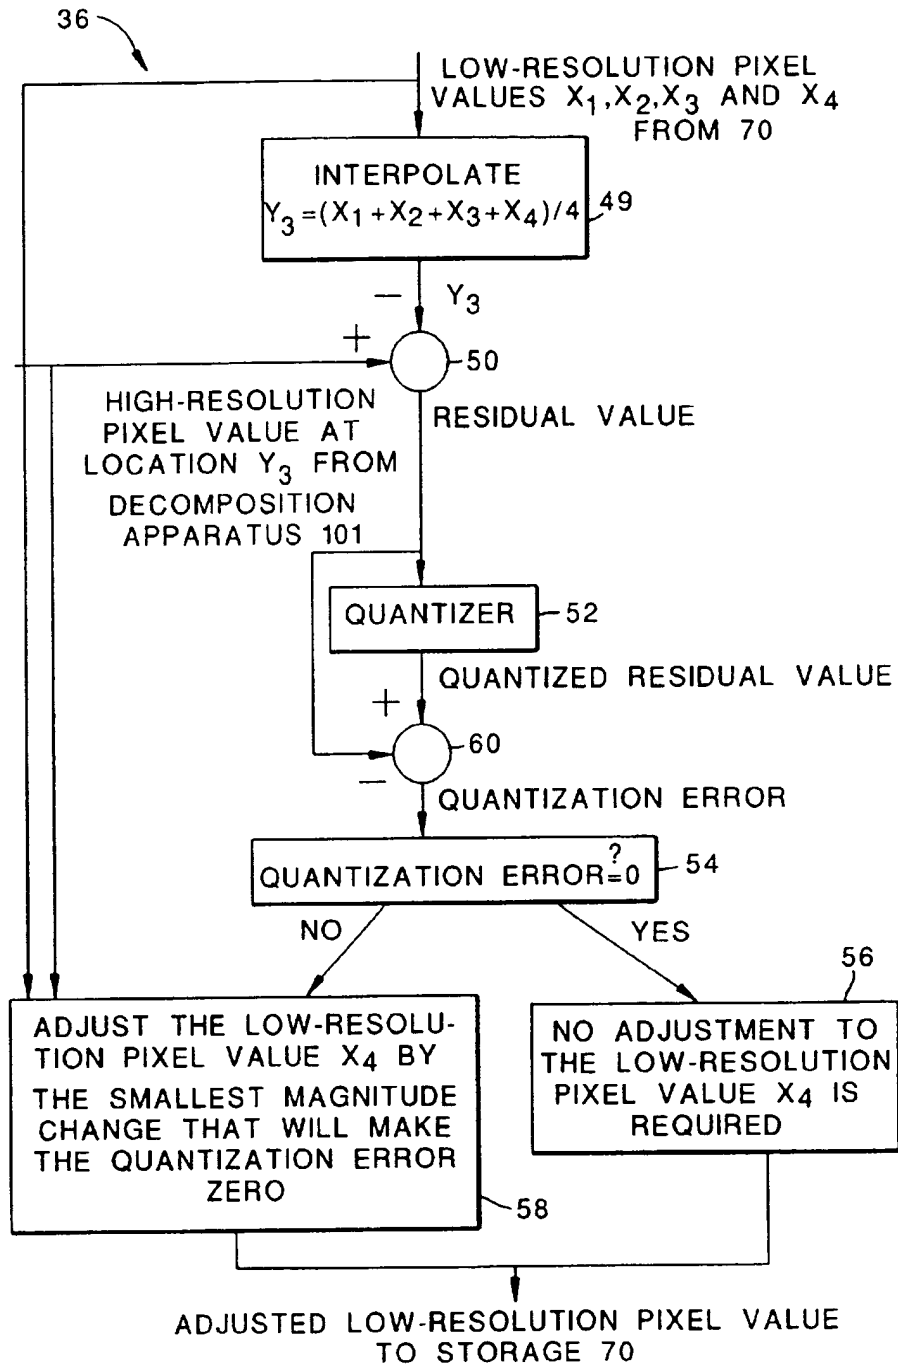 36
LOW-RESOLUTION PIXEL
VALUES X1,X2,X3 AND X4
FROM 70
INTERPOLATE
Y3=(X1+X2+X3+X4)/4
49
− Y3
+
50
HIGH-RESOLUTION
PIXEL VALUE AT
LOCATION Y3 FROM
DECOMPOSITION
APPARATUS 101
RESIDUAL VALUE
QUANTIZER
52
QUANTIZED RESIDUAL VALUE
+
60
−
QUANTIZATION ERROR
QUANTIZATION ERROR=0
?
54
NO
YES
56
ADJUST THE LOW-RESOLU-
TION PIXEL VALUE X4 BY
THE SMALLEST MAGNITUDE
CHANGE THAT WILL MAKE
THE QUANTIZATION ERROR
ZERO
58
NO ADJUSTMENT TO
THE LOW-RESOLUTION
PIXEL VALUE X4 IS
REQUIRED
ADJUSTED LOW-RESOLUTION PIXEL VALUE
TO STORAGE 70